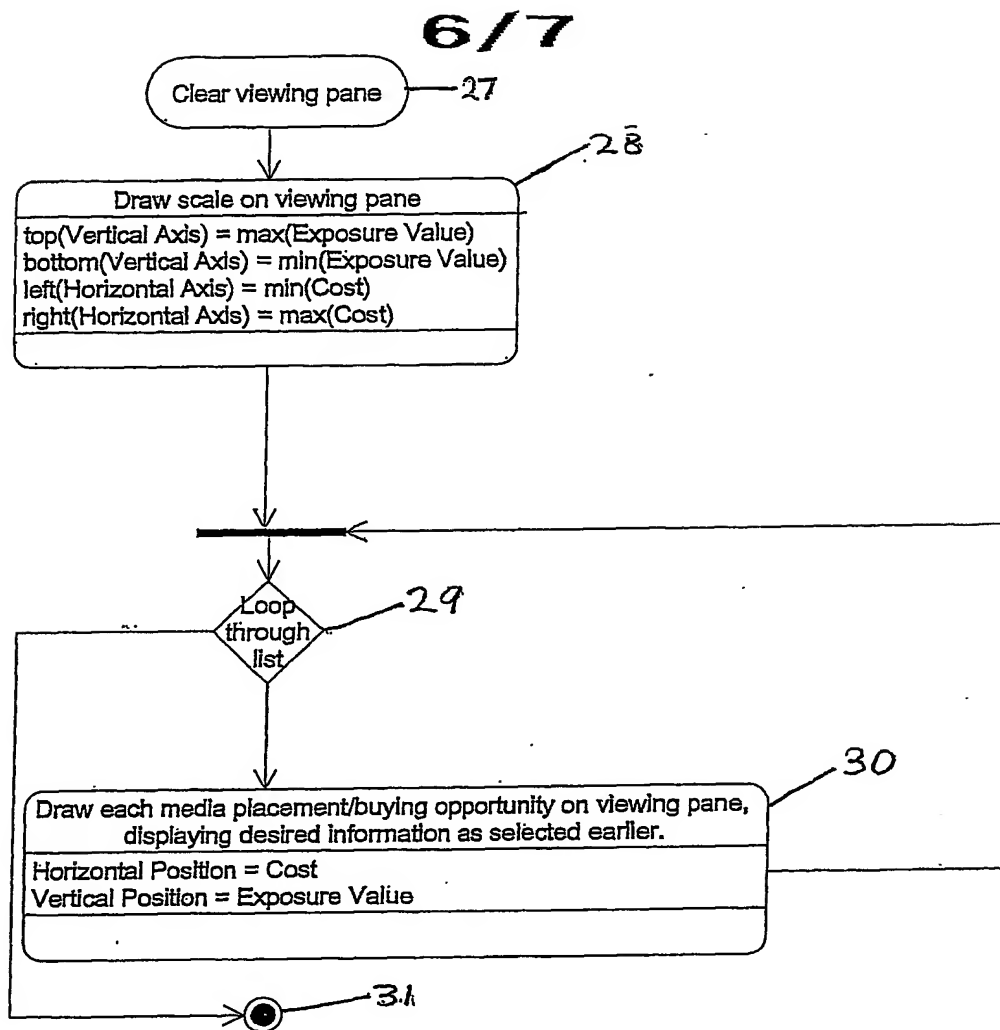 6/7
Clear viewing pane
27
28
Draw scale on viewing pane
top(Vertical Axis) = max(Exposure Value)
bottom(Vertical Axis) = min(Exposure Value)
left(Horizontal Axis) = min(Cost)
right(Horizontal Axis) = max(Cost)
Loop
through
list
29
30
Draw each media placement/buying opportunity on viewing pane,
displaying desired information as selected earlier.
Horizontal Position = Cost
Vertical Position = Exposure Value
31